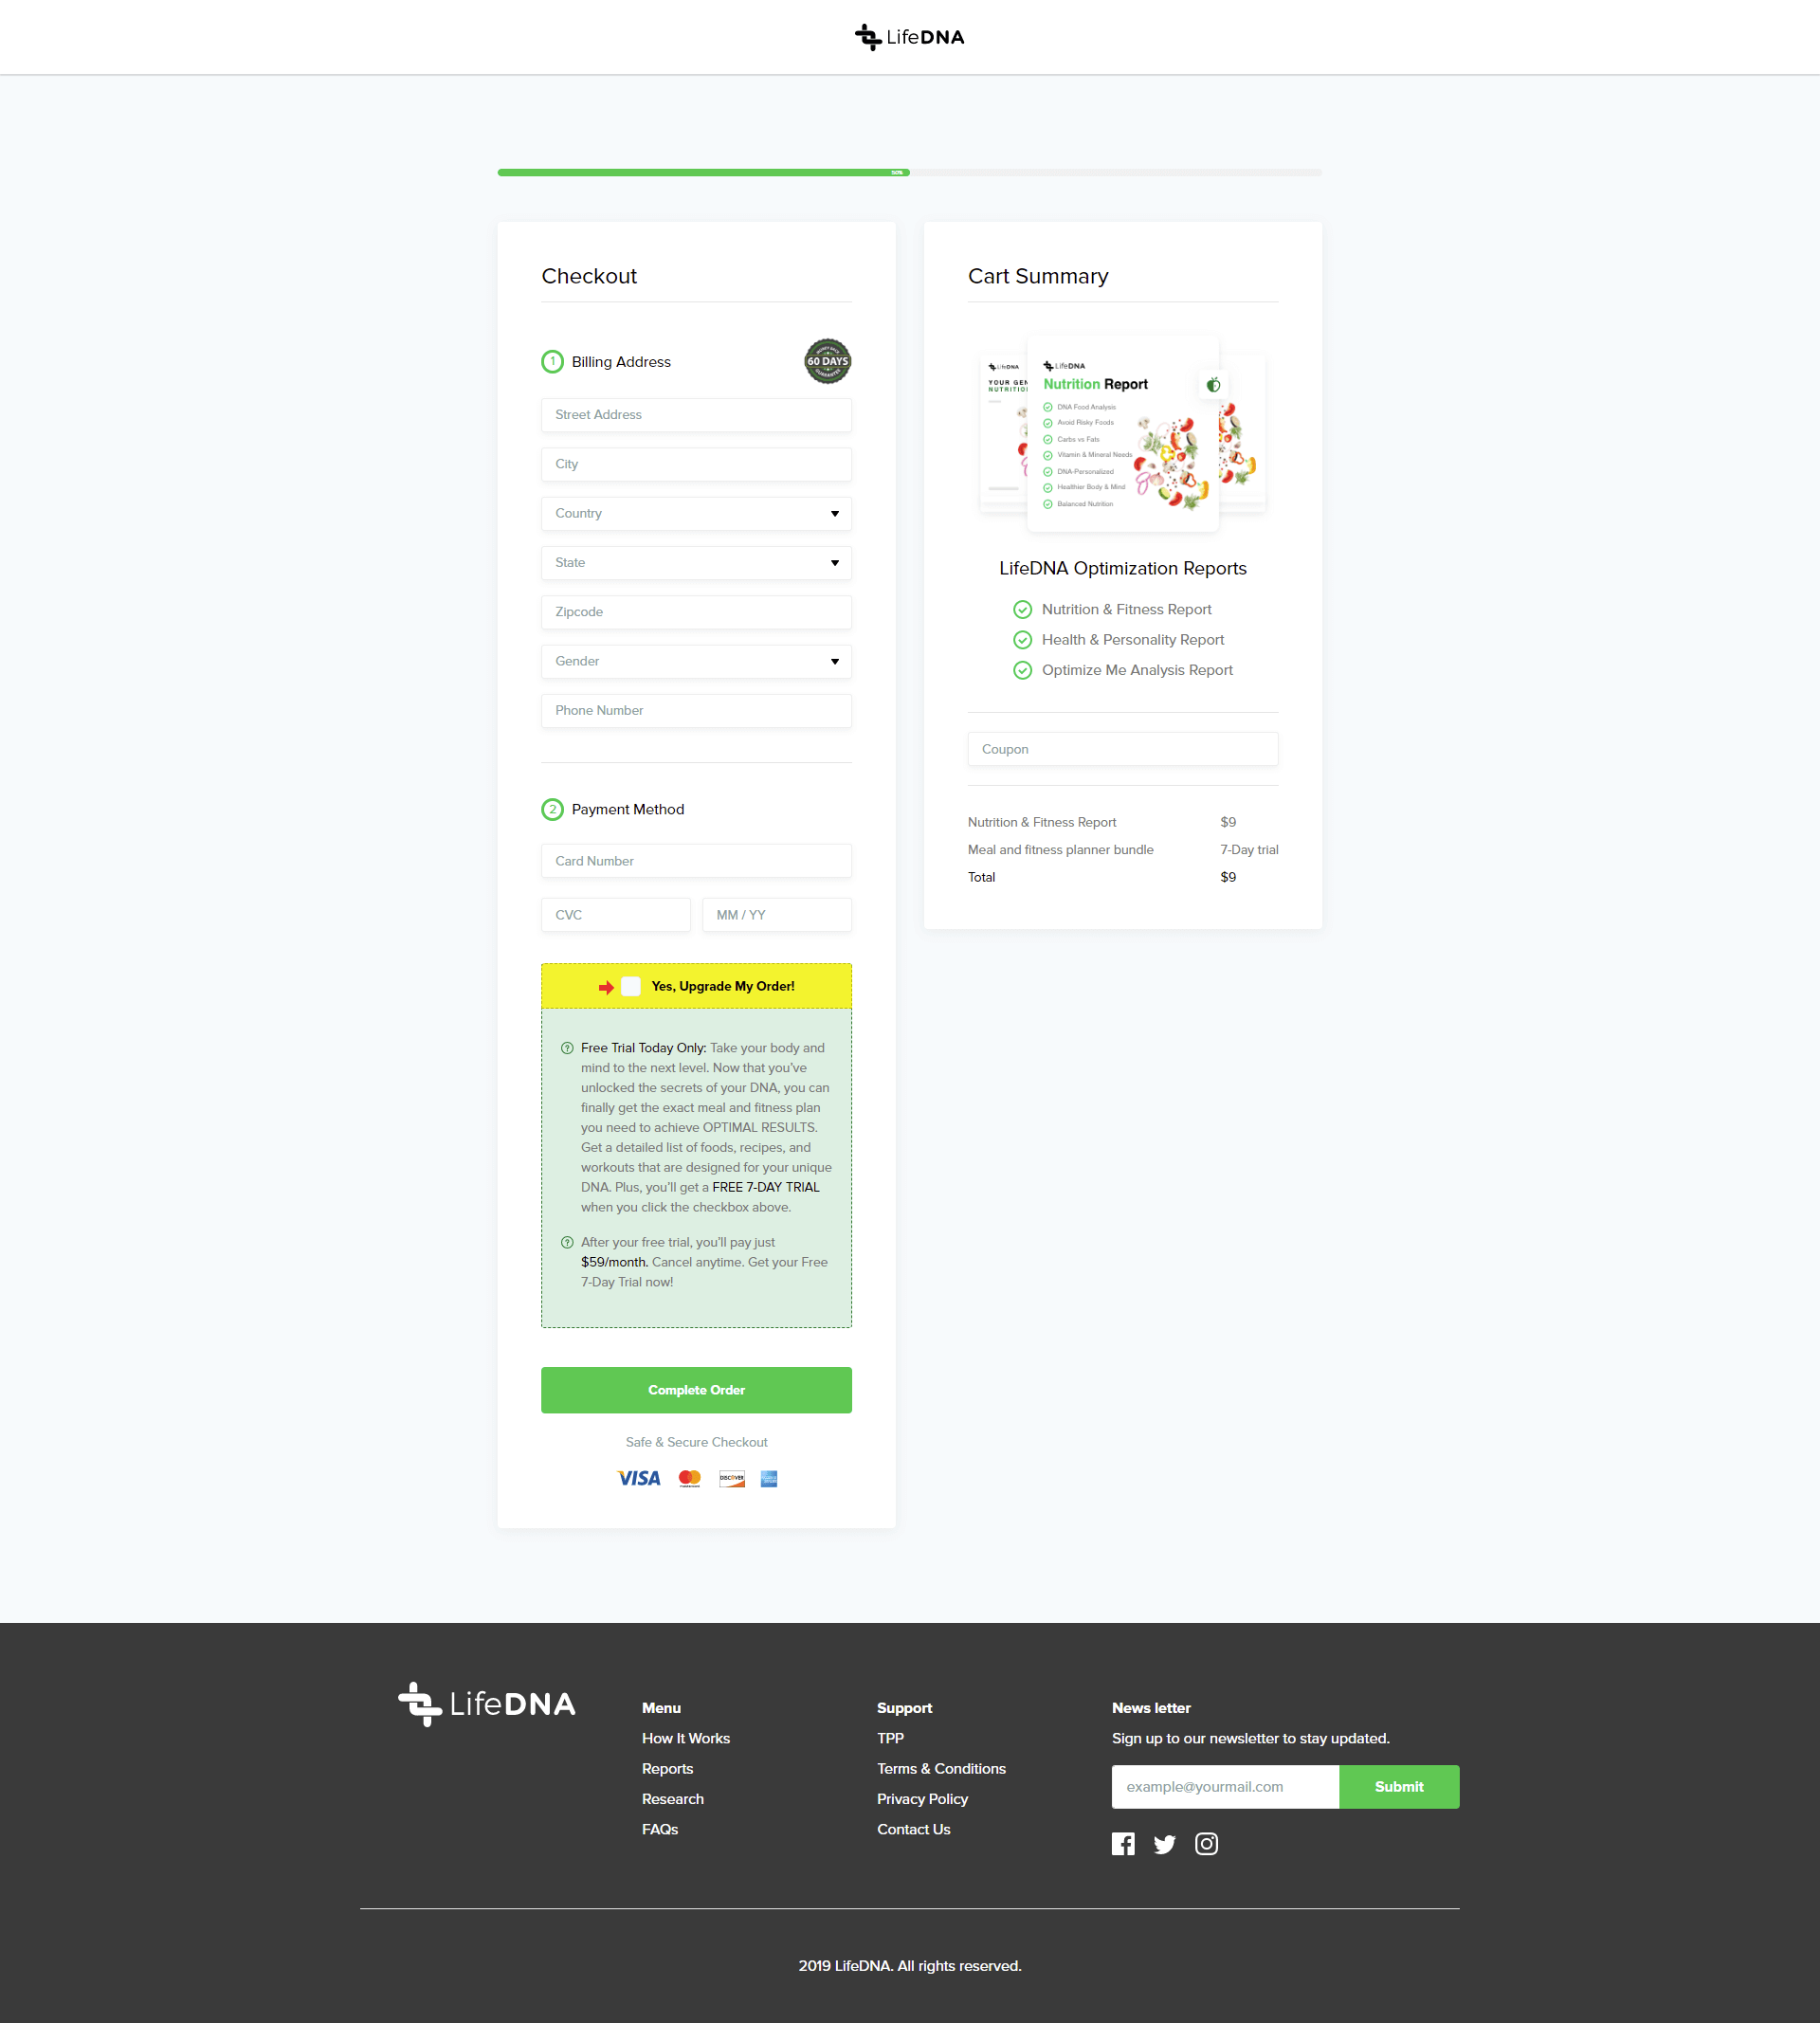 LifeDNA
50%
Checkout
1 Billing Address
MONEY BACK
60 DAYS
GUARANTEE
Street Address
City
Country
State
Zipcode
Gender
Phone Number
2 Payment Method
Card Number
CVC
MM / YY
Yes, Upgrade My Order!
Free Trial Today Only: Take your body and
mind to the next level. Now that you’ve
unlocked the secrets of your DNA, you can
finally get the exact meal and fitness plan
you need to achieve OPTIMAL RESULTS.
Get a detailed list of foods, recipes, and
workouts that are designed for your unique
DNA. Plus, you’ll get a FREE 7-DAY TRIAL
when you click the checkbox above.
After your free trial, you’ll pay just
$59/month. Cancel anytime. Get your Free
7-Day Trial now!
Complete Order
Safe & Secure Checkout
VISA
DISCOVER
Cart Summary
LifeDNA
YOUR GEN
NUTRITIO
LifeDNA
Nutrition Report
DNA Food Analysis
Avoid Risky Foods
Carbs vs Fats
Vitamin & Mineral Needs
DNA-Personalized
Healthier Body & Mind
Balanced Nutrition
LifeDNA Optimization Reports
Nutrition & Fitness Report
Health & Personality Report
Optimize Me Analysis Report
Coupon
Nutrition & Fitness Report $9
Meal and fitness planner bundle 7-Day trial
Total $9
LifeDNA
Menu
How It Works
Reports
Research
FAQs
Support
TPP
Terms & Conditions
Privacy Policy
Contact Us
News letter
Sign up to our newsletter to stay updated.
example@yourmail.com
Submit
2019 LifeDNA. All rights reserved.